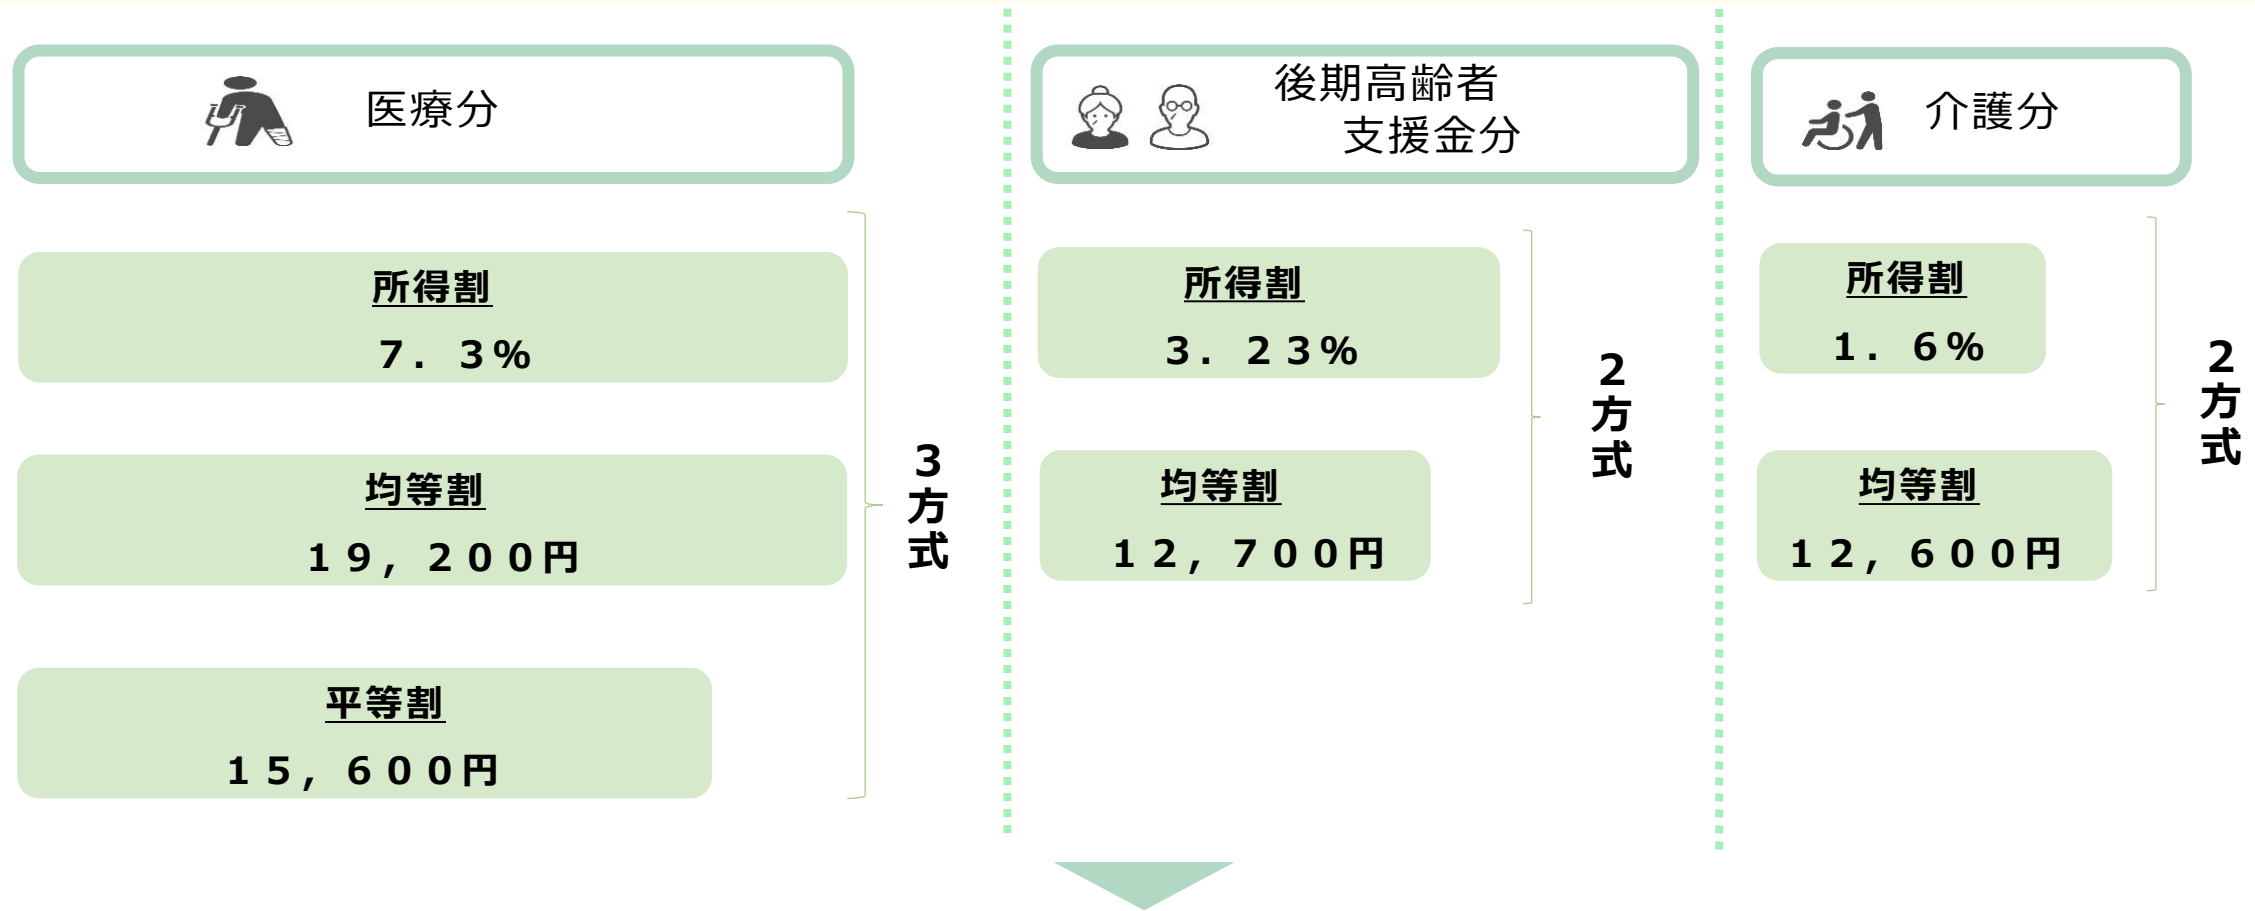 医療分
所得割
７．３％
均等割
１９，２００円
平等割
１５，６００円
３方式
後期高齢者
支援金分
所得割
３．２３％
均等割
１２，７００円
２方式
介護分
所得割
１．６％
均等割
１２，６００円
２方式